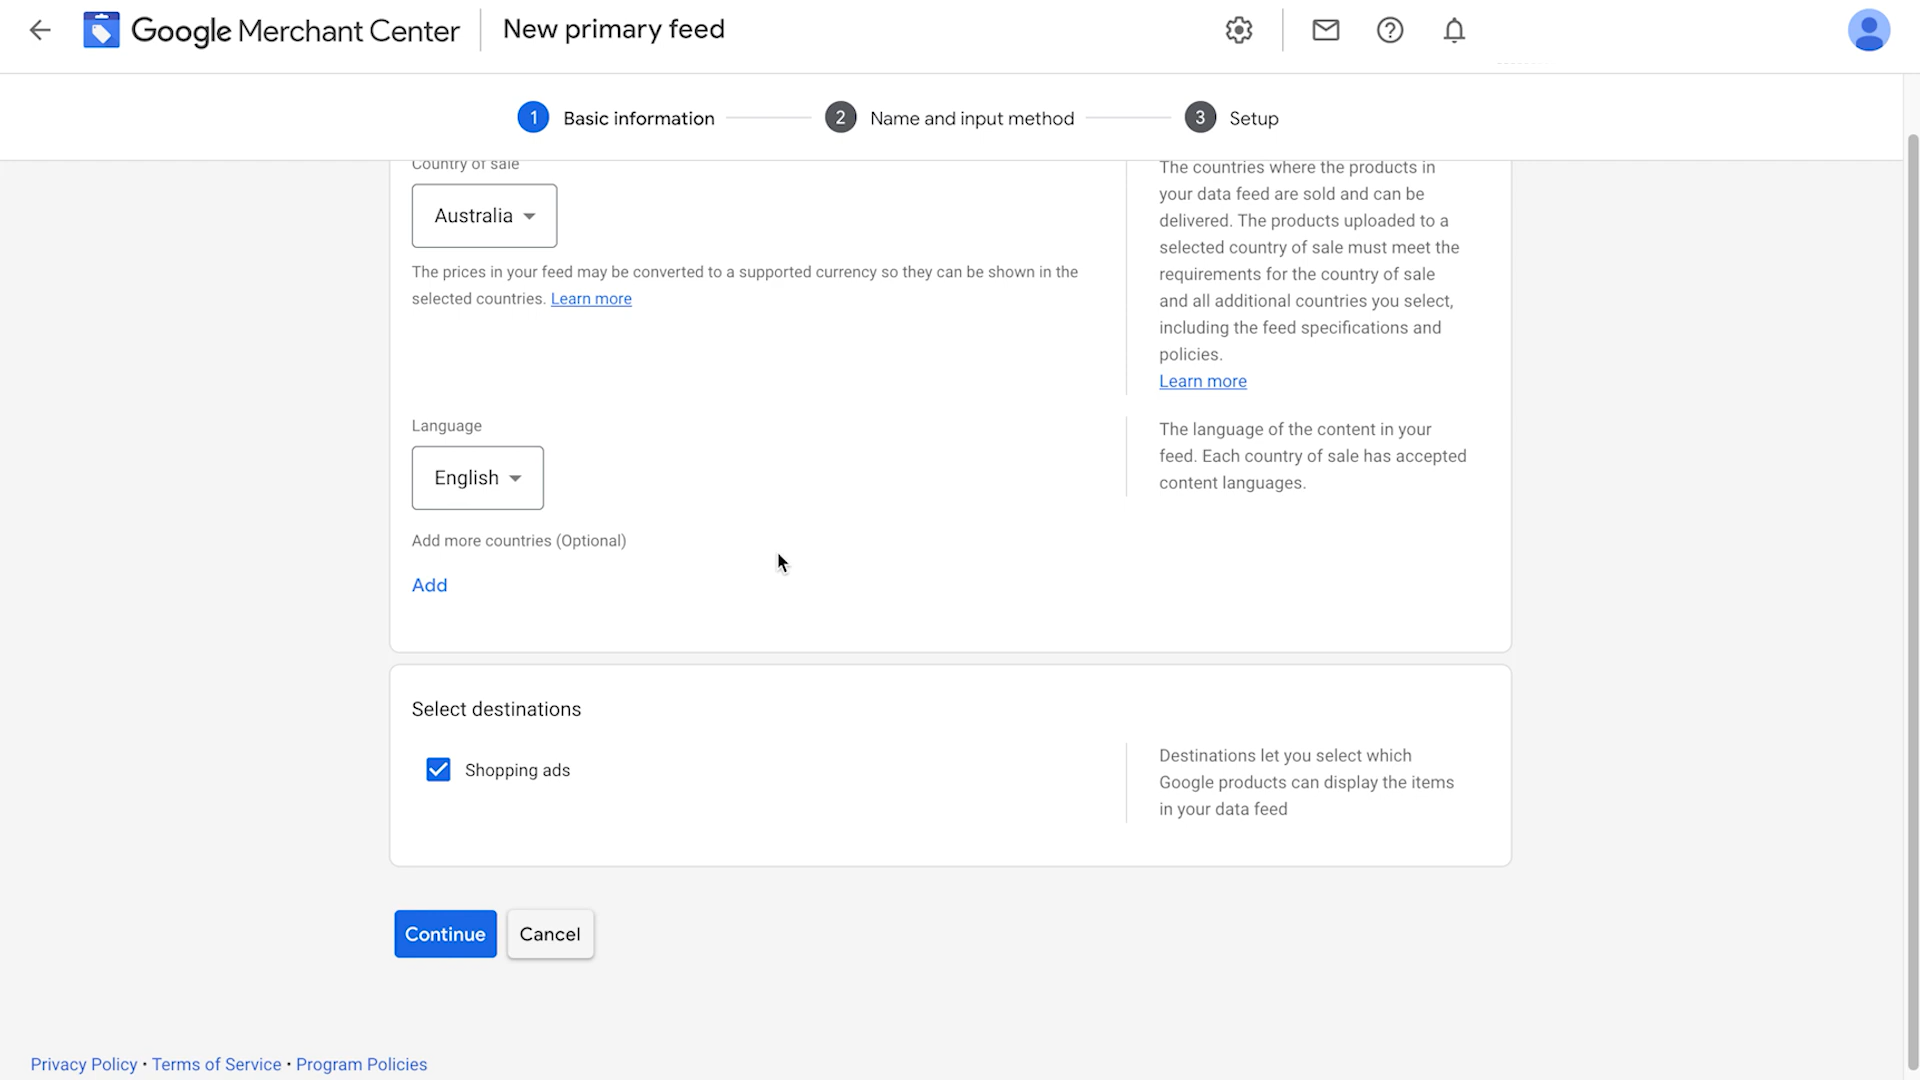 Google Merchant Center
New primary feed
1 Basic information
2 Name and input method
3 Setup
Country of sale
Australia
The prices in your feed may be converted to a supported currency so they can be shown in the
selected countries. Learn more
The countries where the products in
your data feed are sold and can be
delivered. The products uploaded to a
selected country of sale must meet the
requirements for the country of sale
and all additional countries you select,
including the feed specifications and
policies.
Learn more
Language
English
The language of the content in your
feed. Each country of sale has accepted
content languages.
Add more countries (Optional)
Add
Select destinations
Shopping ads
Destinations let you select which
Google products can display the items
in your data feed
Continue
Cancel
Privacy Policy · Terms of Service · Program Policies